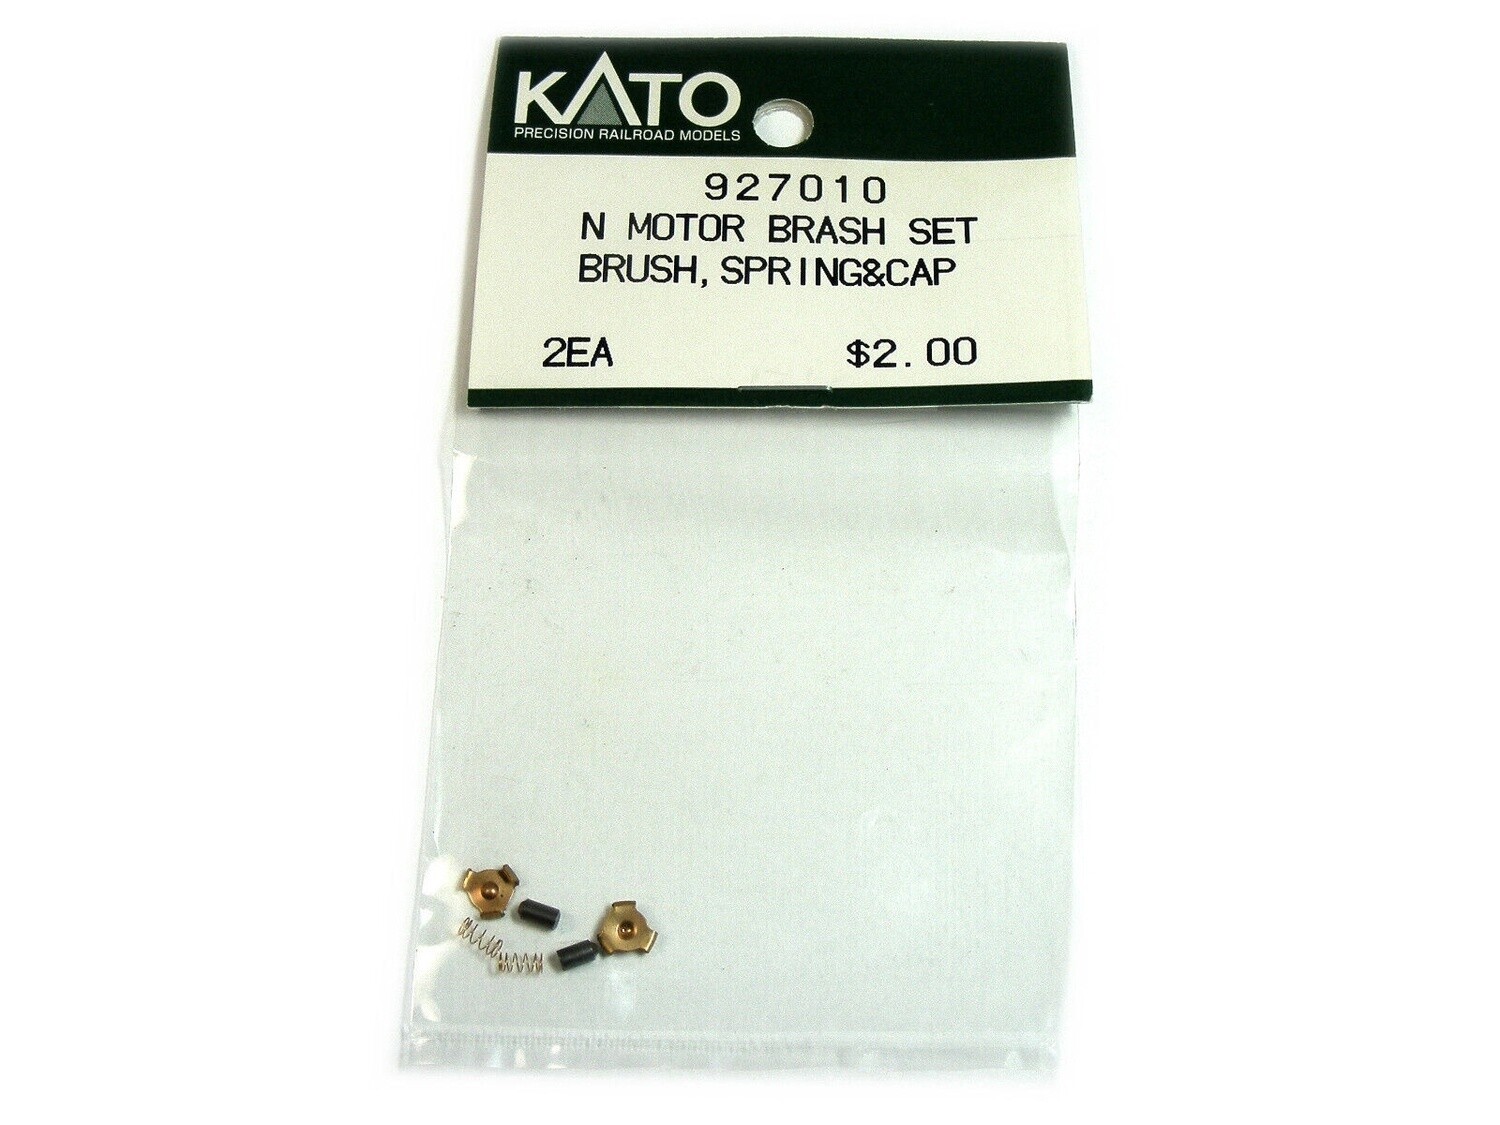 KATO
PRECISION RAILROAD MODELS
927010
N MOTOR BRASH SET
BRUSH, SPRING&CAP
2EA $2.00